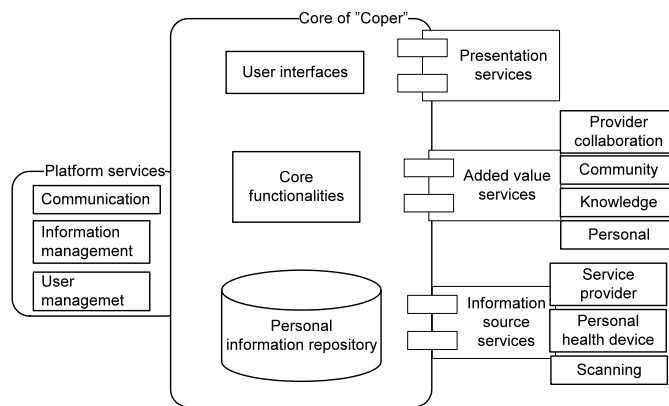 Core of "Coper"
User interfaces
Presentation
services
Provider
collaboration
Platform services
Communication
Information
management
User
managemet
Core
functionalities
Added value
services
Community
Knowledge
Personal
Personal
information repository
Information
source
services
Service
provider
Personal
health device
Scanning